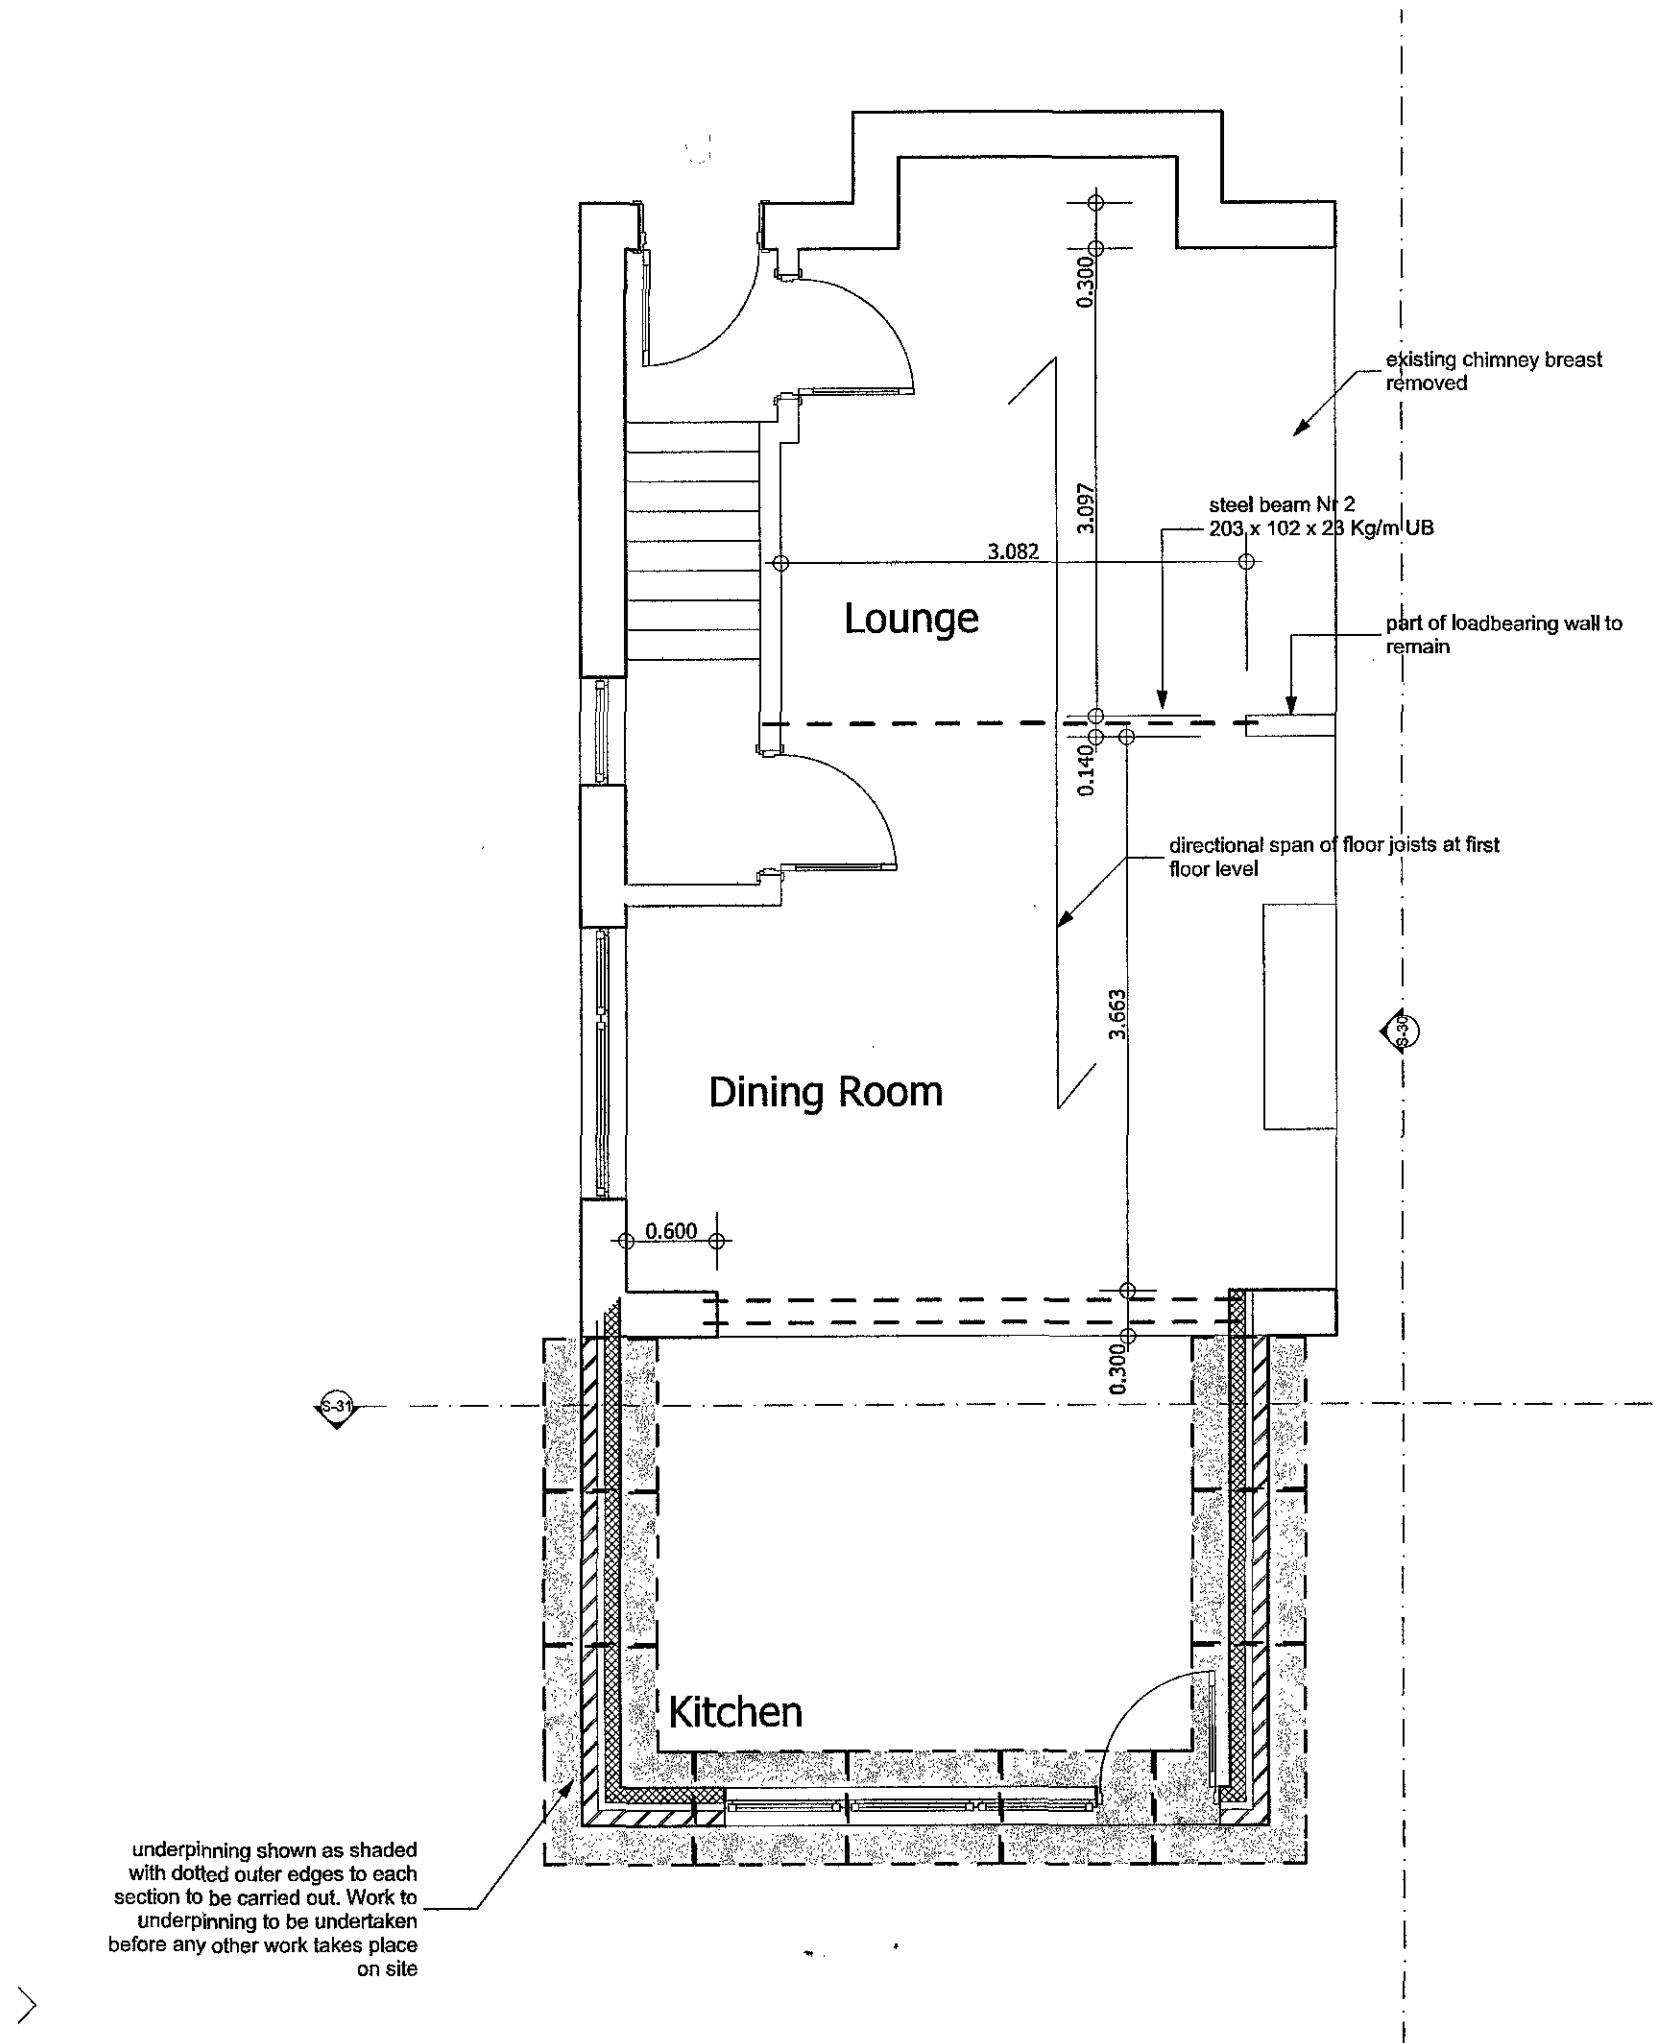 0.300
existing chimney breast
removed
3.097
steel beam Nr 2
203 x 102 x 23 Kg/m UB
3.082
Lounge
part of loadbearing wall to
remain
0.140
directional span of floor joists at first
floor level
3.663
S-30
Dining Room
0.600
0.300
S-31
Kitchen
underpinning shown as shaded
with dotted outer edges to each
section to be carried out. Work to
underpinning to be undertaken
before any other work takes place
on site